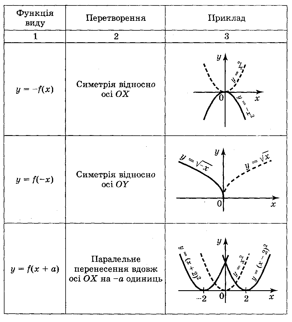 Функція
виду
Перетворення
Приклад
1
2
3
y = −f(x)
Симетрія відносно
осі OX
y
y = x²
0
x
y = −x²
y = f(−x)
Симетрія відносно
осі OY
y
y = √−x
y = √x
0
x
y = f(x + a)
Паралельне
перенесення вздовж
осі OX на −a одиниць
y
y = (x + 2)²
y = x²
y = (x − 2)²
−2
0
2
x